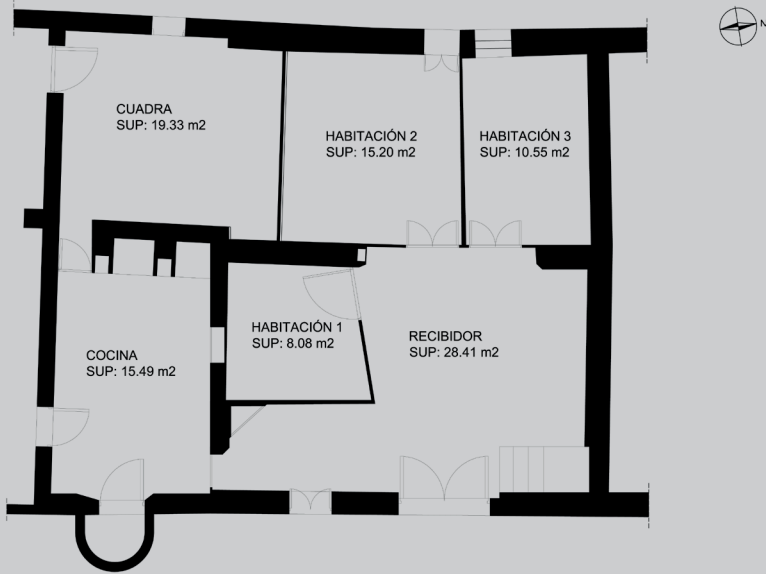 N
CUADRA
SUP: 19.33 m2
HABITACIÓN 2
SUP: 15.20 m2
HABITACIÓN 3
SUP: 10.55 m2
HABITACIÓN 1
SUP: 8.08 m2
RECIBIDOR
SUP: 28.41 m2
COCINA
SUP: 15.49 m2